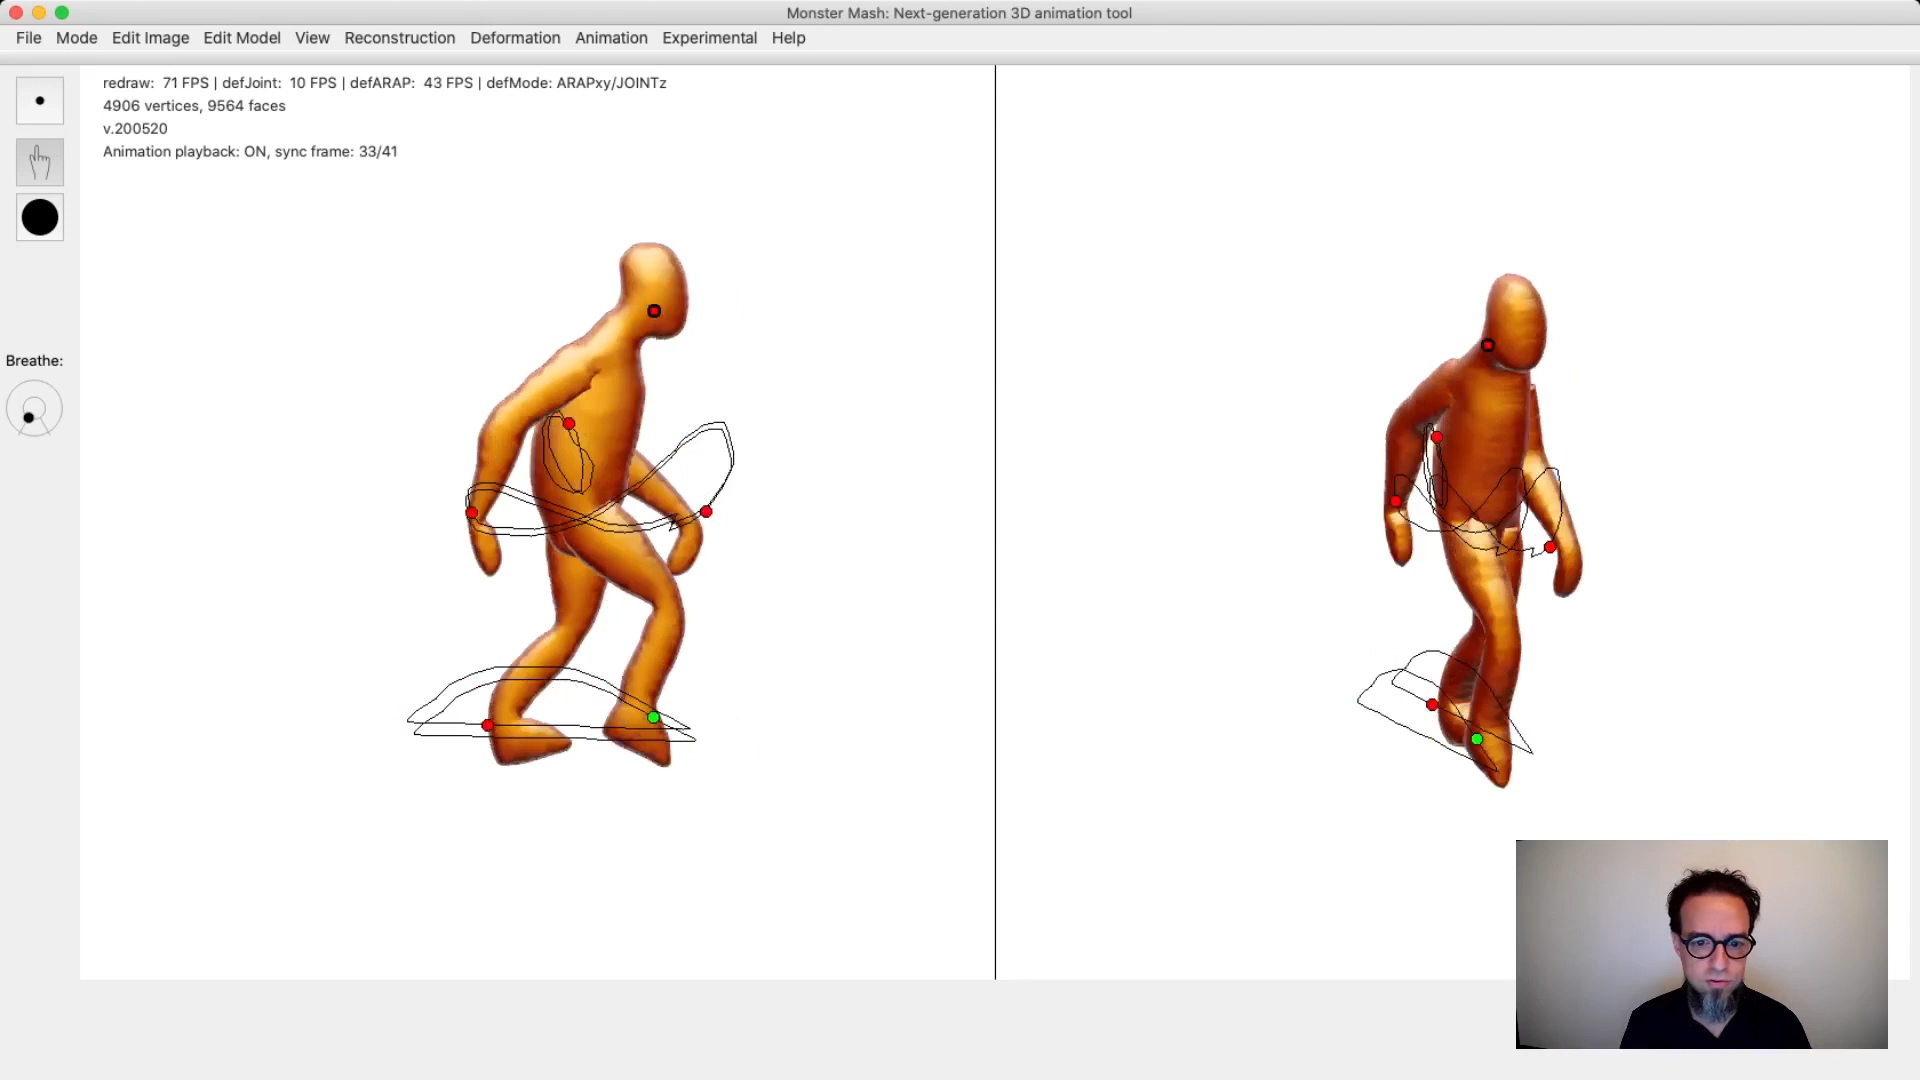 Monster Mash: Next-generation 3D animation tool
File Mode Edit Image Edit Model View Reconstruction Deformation Animation Experimental Help
redraw: 71 FPS | defJoint: 10 FPS | defARAP: 43 FPS | defMode: ARAPxy/JOINTz
4906 vertices, 9564 faces
v.200520
Animation playback: ON, sync frame: 33/41
Breathe: